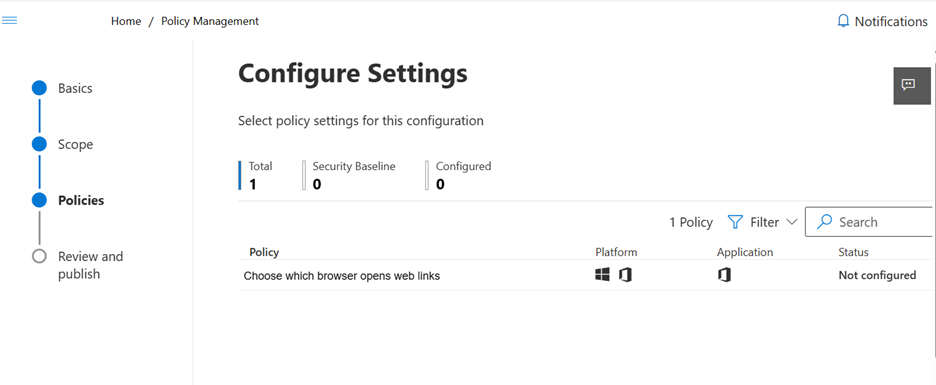 Home / Policy Management
Notifications
Basics
Scope
Policies
Review and
publish
Configure Settings
Select policy settings for this configuration
Total Security Baseline Configured
1 0 0
1 Policy Filter Search
Policy Platform Application Status
Choose which browser opens web links Not configured